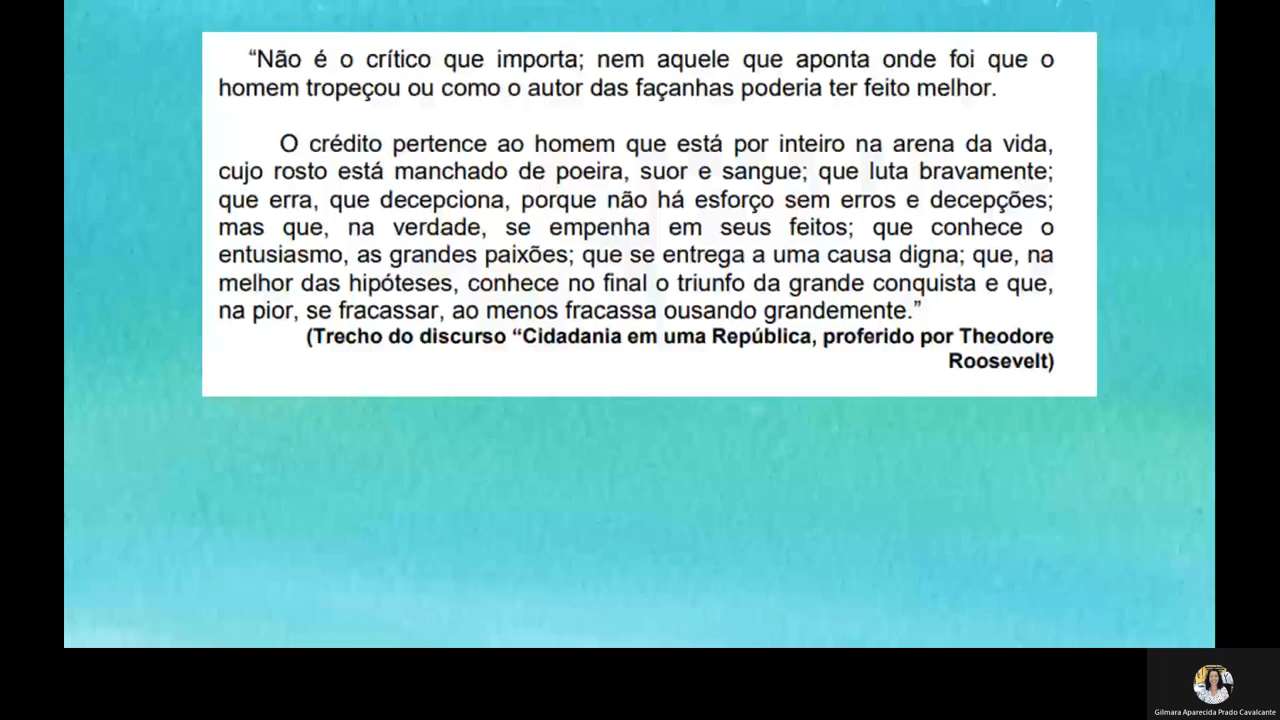 “Não é o crítico que importa; nem aquele que aponta onde foi que o
homem tropeçou ou como o autor das façanhas poderia ter feito melhor.
O crédito pertence ao homem que está por inteiro na arena da vida,
cujo rosto está manchado de poeira, suor e sangue; que luta bravamente;
que erra, que decepciona, porque não há esforço sem erros e decepções;
mas que, na verdade, se empenha em seus feitos; que conhece o
entusiasmo, as grandes paixões; que se entrega a uma causa digna; que, na
melhor das hipóteses, conhece no final o triunfo da grande conquista e que,
na pior, se fracassar, ao menos fracassa ousando grandemente.”
(Trecho do discurso “Cidadania em uma República, proferido por Theodore
Roosevelt)
Gilmara Aparecida Prado Cavalcante